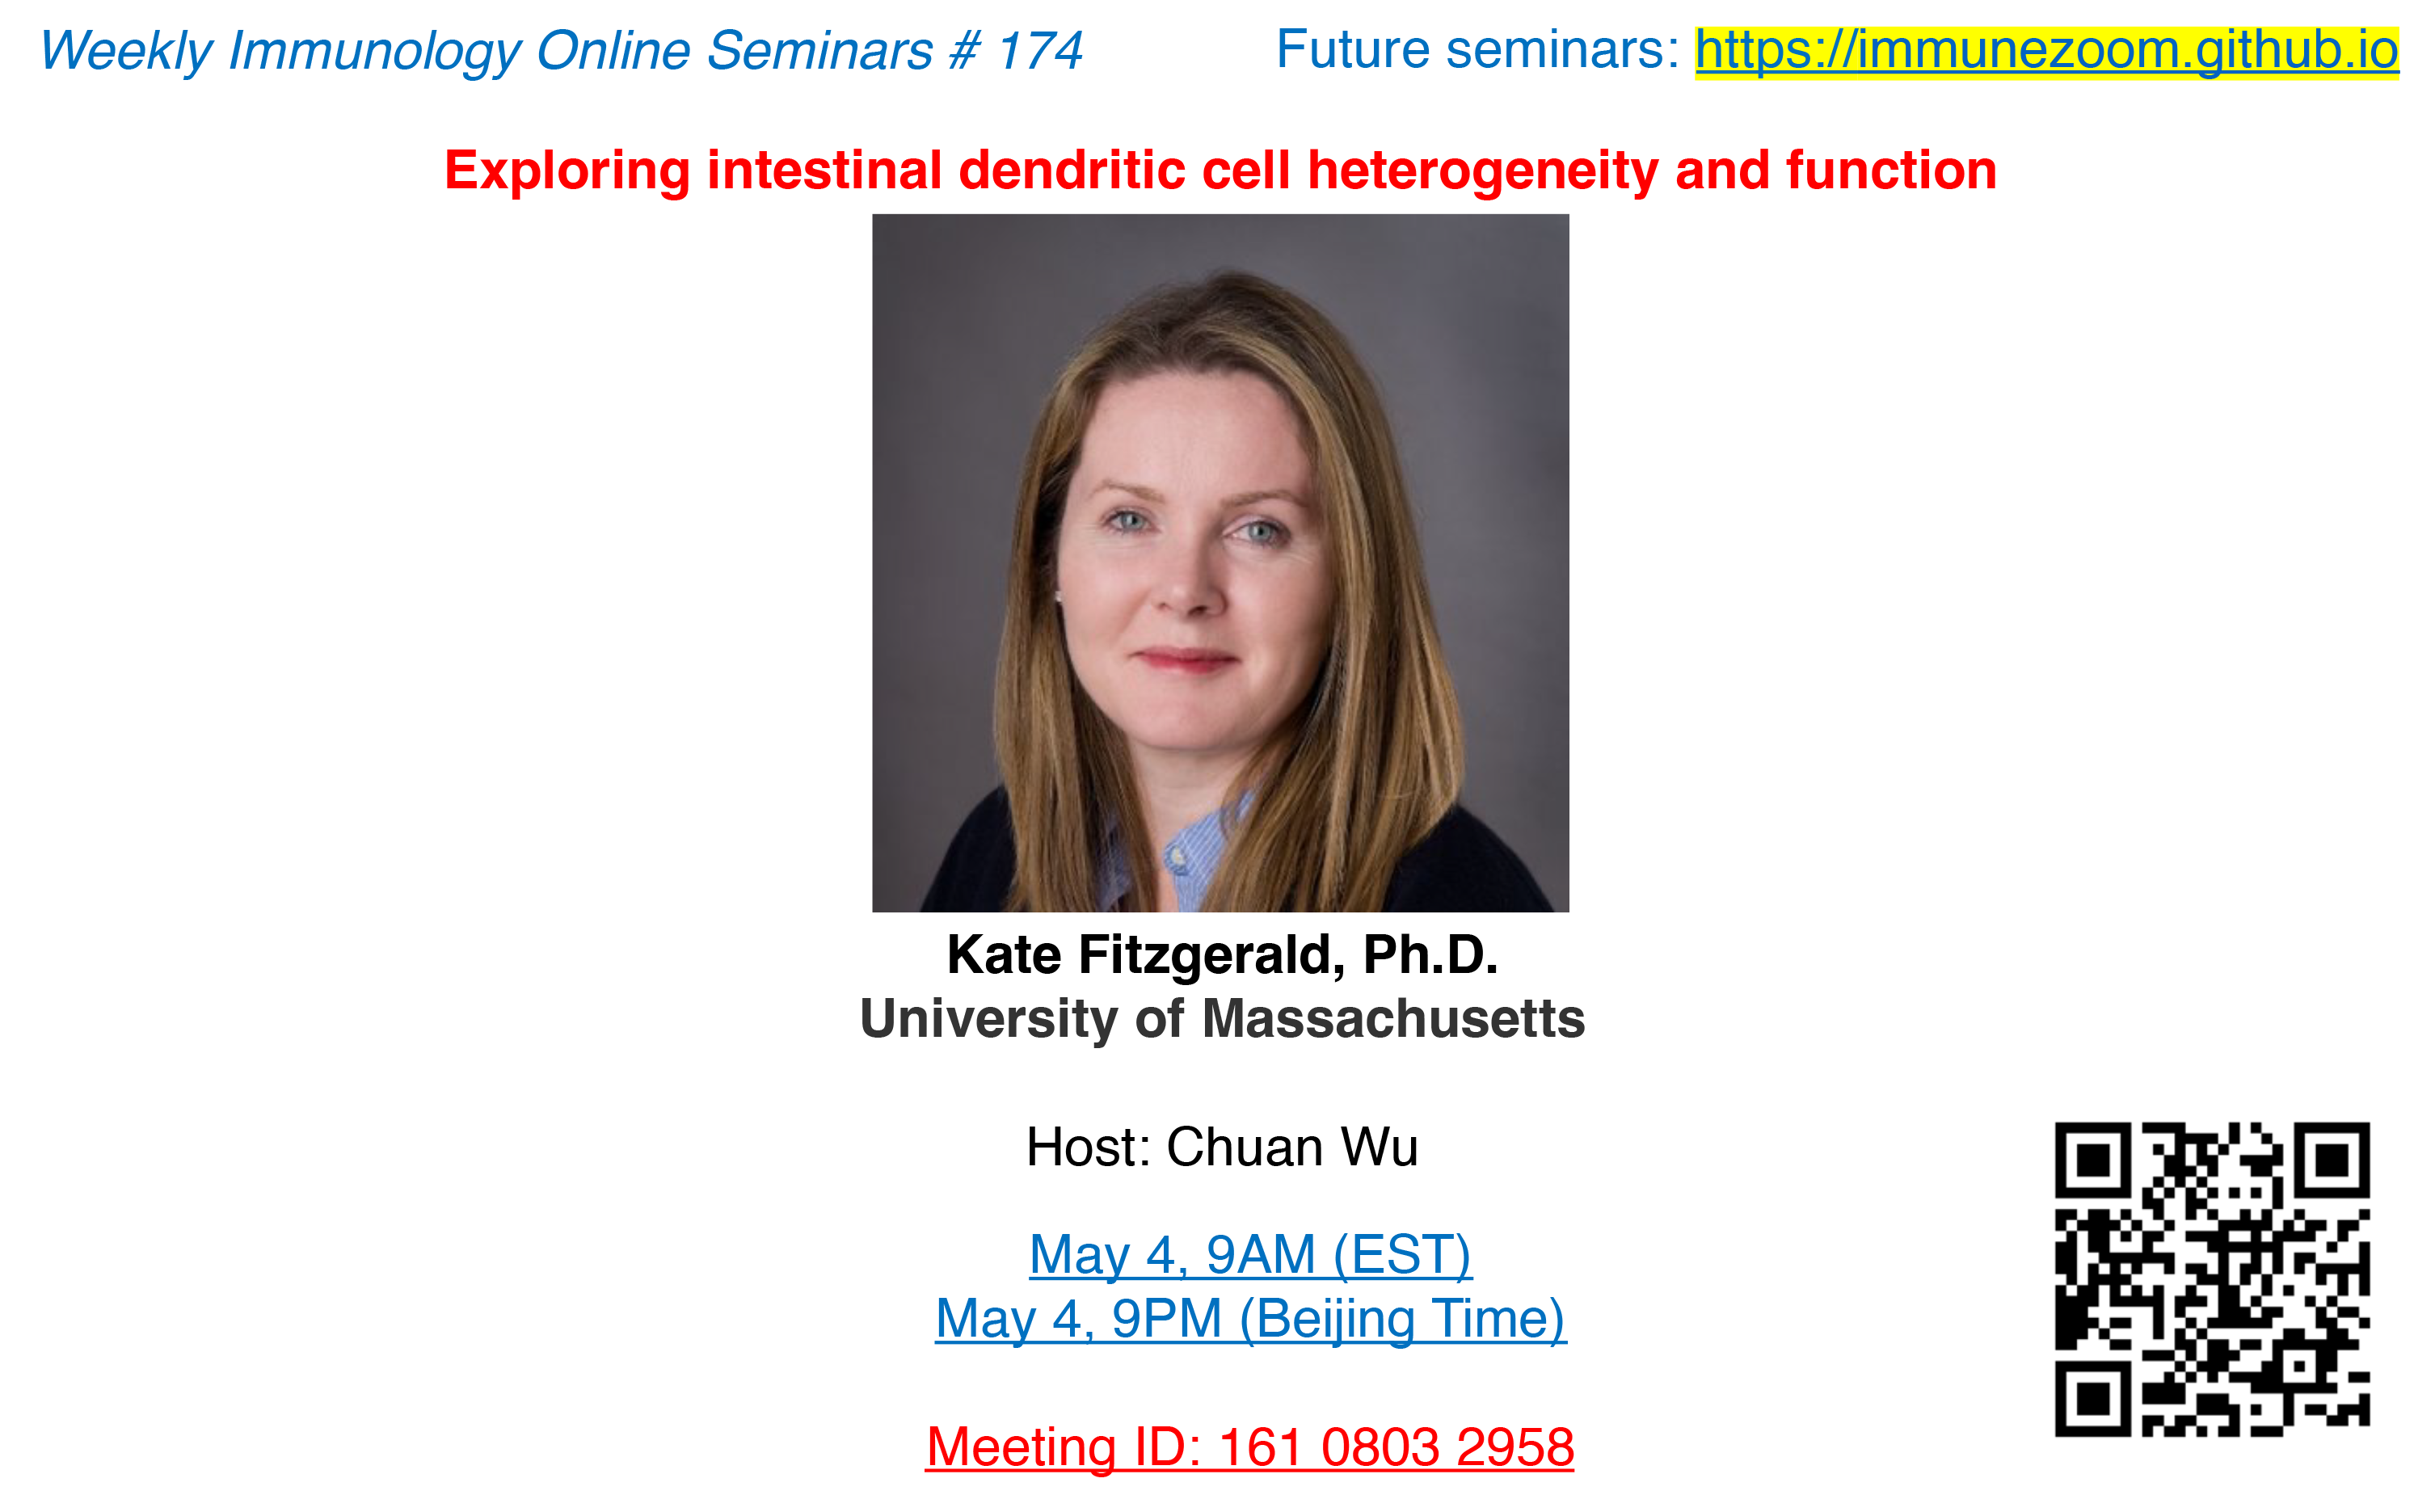 Weekly Immunology Online Seminars # 174
Future seminars: https://immunezoom.github.io
Exploring intestinal dendritic cell heterogeneity and function
Kate Fitzgerald, Ph.D.
University of Massachusetts
Host: Chuan Wu
May 4, 9AM (EST)
May 4, 9PM (Beijing Time)
Meeting ID: 161 0803 2958